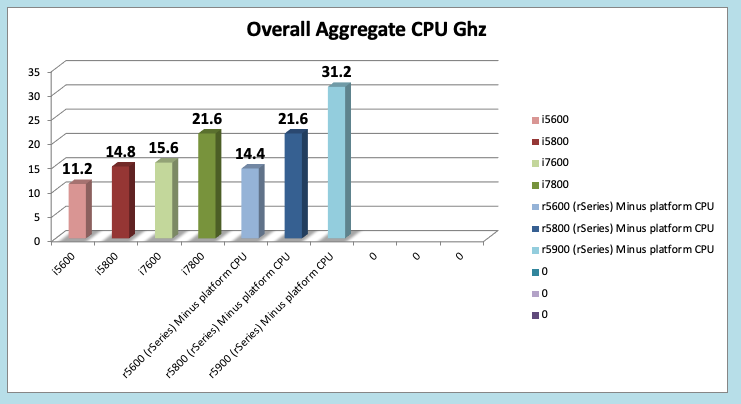 Overall Aggregate CPU Ghz
35
30
25
20
15
10
5
0
11.2
14.8
15.6
21.6
14.4
21.6
31.2
i5600
i5800
i7600
i7800
r5600 (rSeries) Minus platform CPU
r5800 (rSeries) Minus platform CPU
r5900 (rSeries) Minus platform CPU
0
0
0
i5600
i5800
i7600
i7800
r5600 (rSeries) Minus platform CPU
r5800 (rSeries) Minus platform CPU
r5900 (rSeries) Minus platform CPU
0
0
0